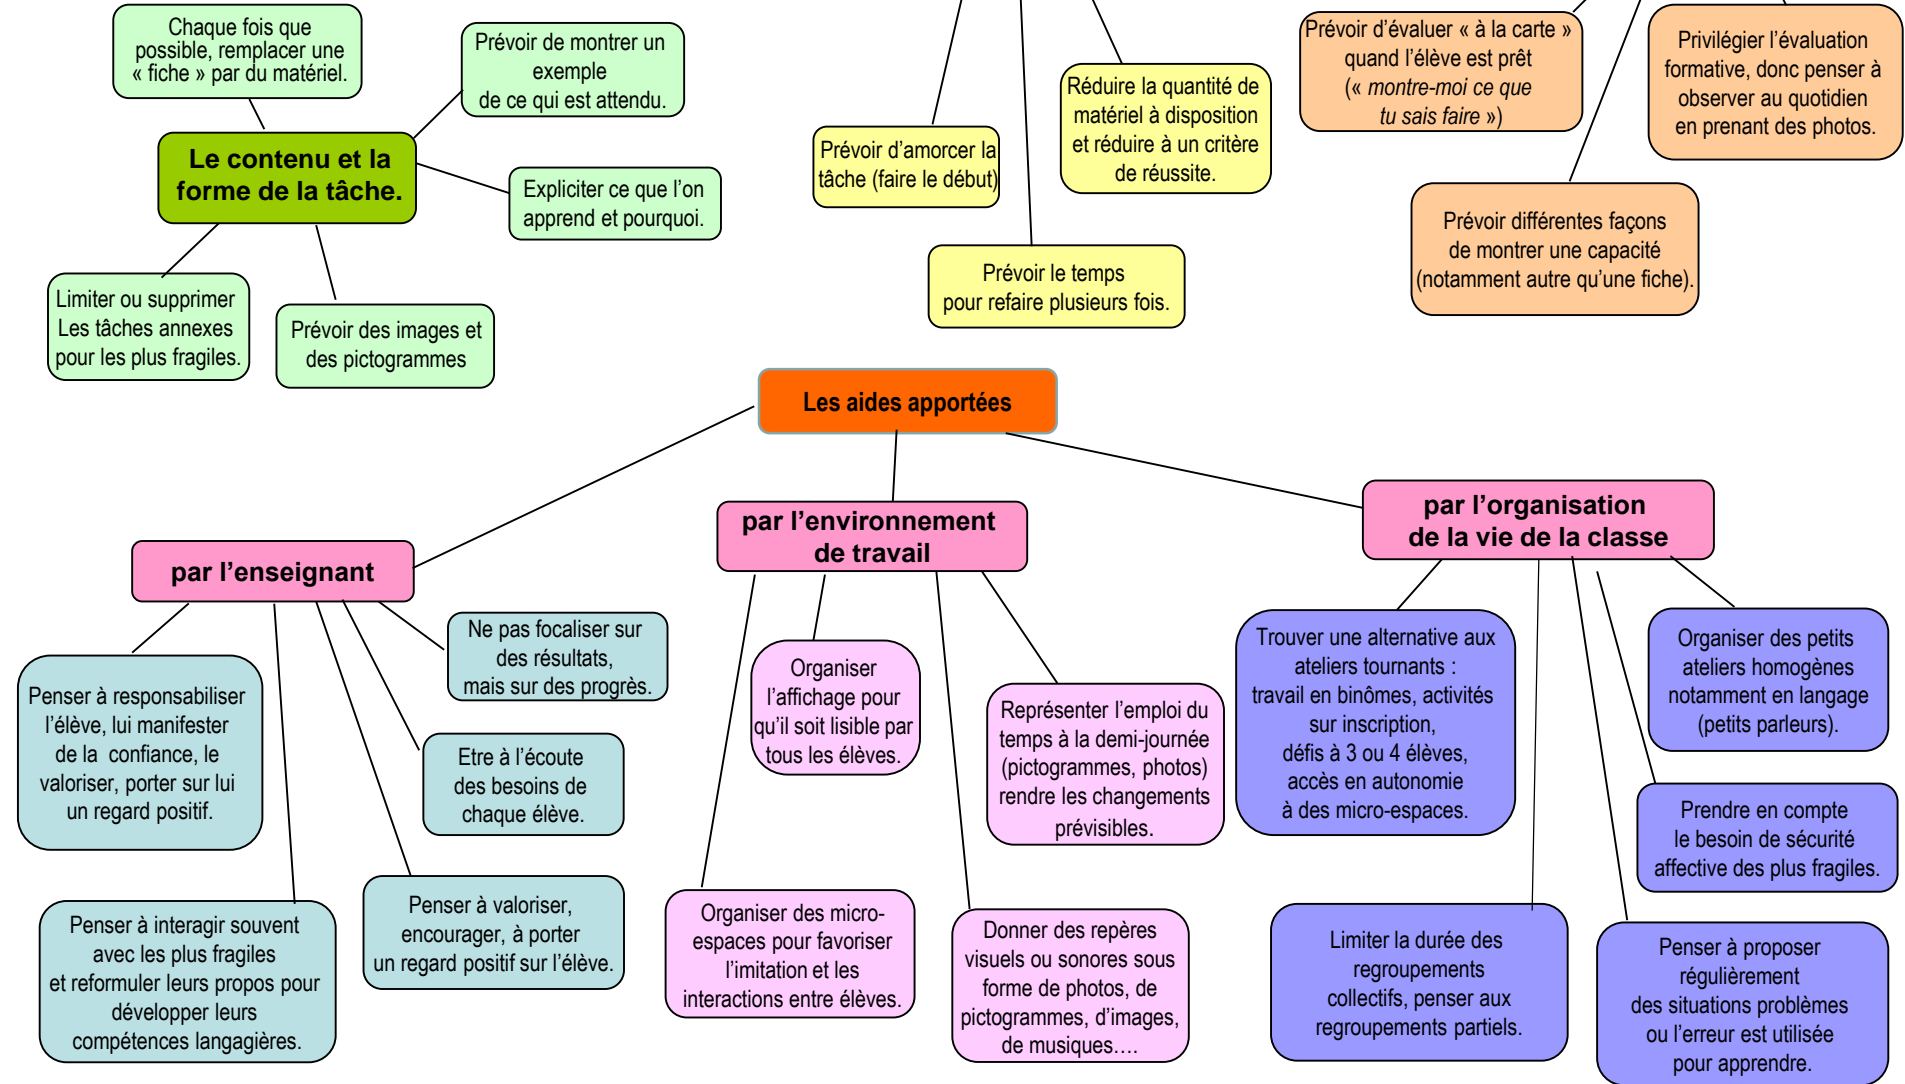 Chaque fois que
possible, remplacer une
« fiche » par du matériel.
Prévoir de montrer un
exemple
de ce qui est attendu.
Le contenu et la
forme de la tâche.
Expliciter ce que l'on
apprend et pourquoi.
Limiter ou supprimer
Les tâches annexes
pour les plus fragiles.
Prévoir des images et
des pictogrammes
Prévoir d'amorcer la
tâche (faire le début)
Réduire la quantité de
matériel à disposition
et réduire à un critère
de réussite.
Prévoir le temps
pour refaire plusieurs fois.
Prévoir d'évaluer « à la carte »
quand l'élève est prêt
(« montre-moi ce que
tu sais faire »)
Privilégier l'évaluation
formative, donc penser à
observer au quotidien
en prenant des photos.
Prévoir différentes façons
de montrer une capacité
(notamment autre qu'une fiche).
Les aides apportées
par l'enseignant
Ne pas focaliser sur
des résultats,
mais sur des progrès.
Penser à responsabiliser
l'élève, lui manifester
de la  confiance, le
valoriser, porter sur lui
un regard positif.
Etre à l'écoute
des besoins de
chaque élève.
Penser à interagir souvent
avec les plus fragiles
et reformuler leurs propos pour
développer leurs
compétences langagières.
Penser à valoriser,
encourager, à porter
un regard positif sur l'élève.
par l'environnement
de travail
Organiser
l'affichage pour
qu'il soit lisible par
tous les élèves.
Représenter l'emploi du
temps à la demi-journée
(pictogrammes, photos)
rendre les changements
prévisibles.
Organiser des micro-
espaces pour favoriser
l'imitation et les
interactions entre élèves.
Donner des repères
visuels ou sonores sous
forme de photos, de
pictogrammes, d'images,
de musiques….
par l'organisation
de la vie de la classe
Trouver une alternative aux
ateliers tournants :
travail en binômes, activités
sur inscription,
défis à 3 ou 4 élèves,
accès en autonomie
à des micro-espaces.
Organiser des petits
ateliers homogènes
notamment en langage
(petits parleurs).
Prendre en compte
le besoin de sécurité
affective des plus fragiles.
Limiter la durée des
regroupements
collectifs, penser aux
regroupements partiels.
Penser à proposer
régulièrement
des situations problèmes
ou l'erreur est utilisée
pour apprendre.